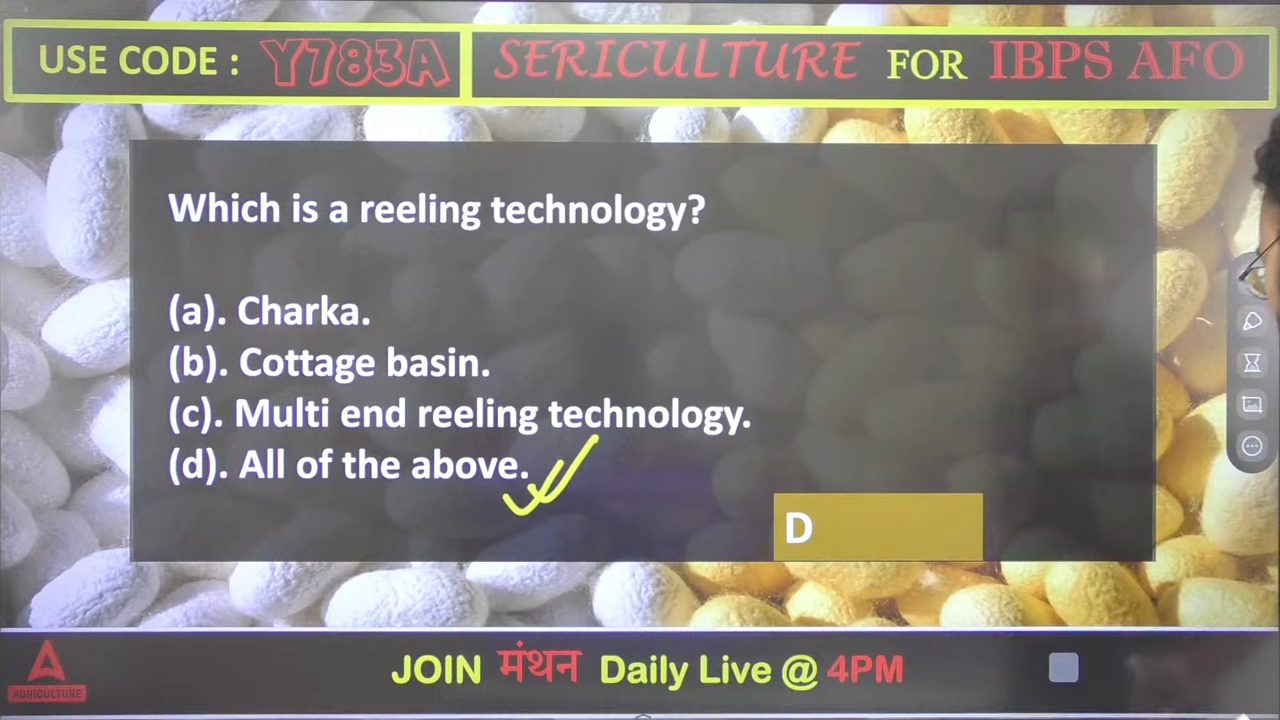 USE CODE : Y783A
SERICULTURE FOR IBPS AFO
Which is a reeling technology?
(a). Charka.
(b). Cottage basin.
(c). Multi end reeling technology.
(d). All of the above.
D
JOIN मंथन Daily Live @ 4PM
A
AGRICULTURE